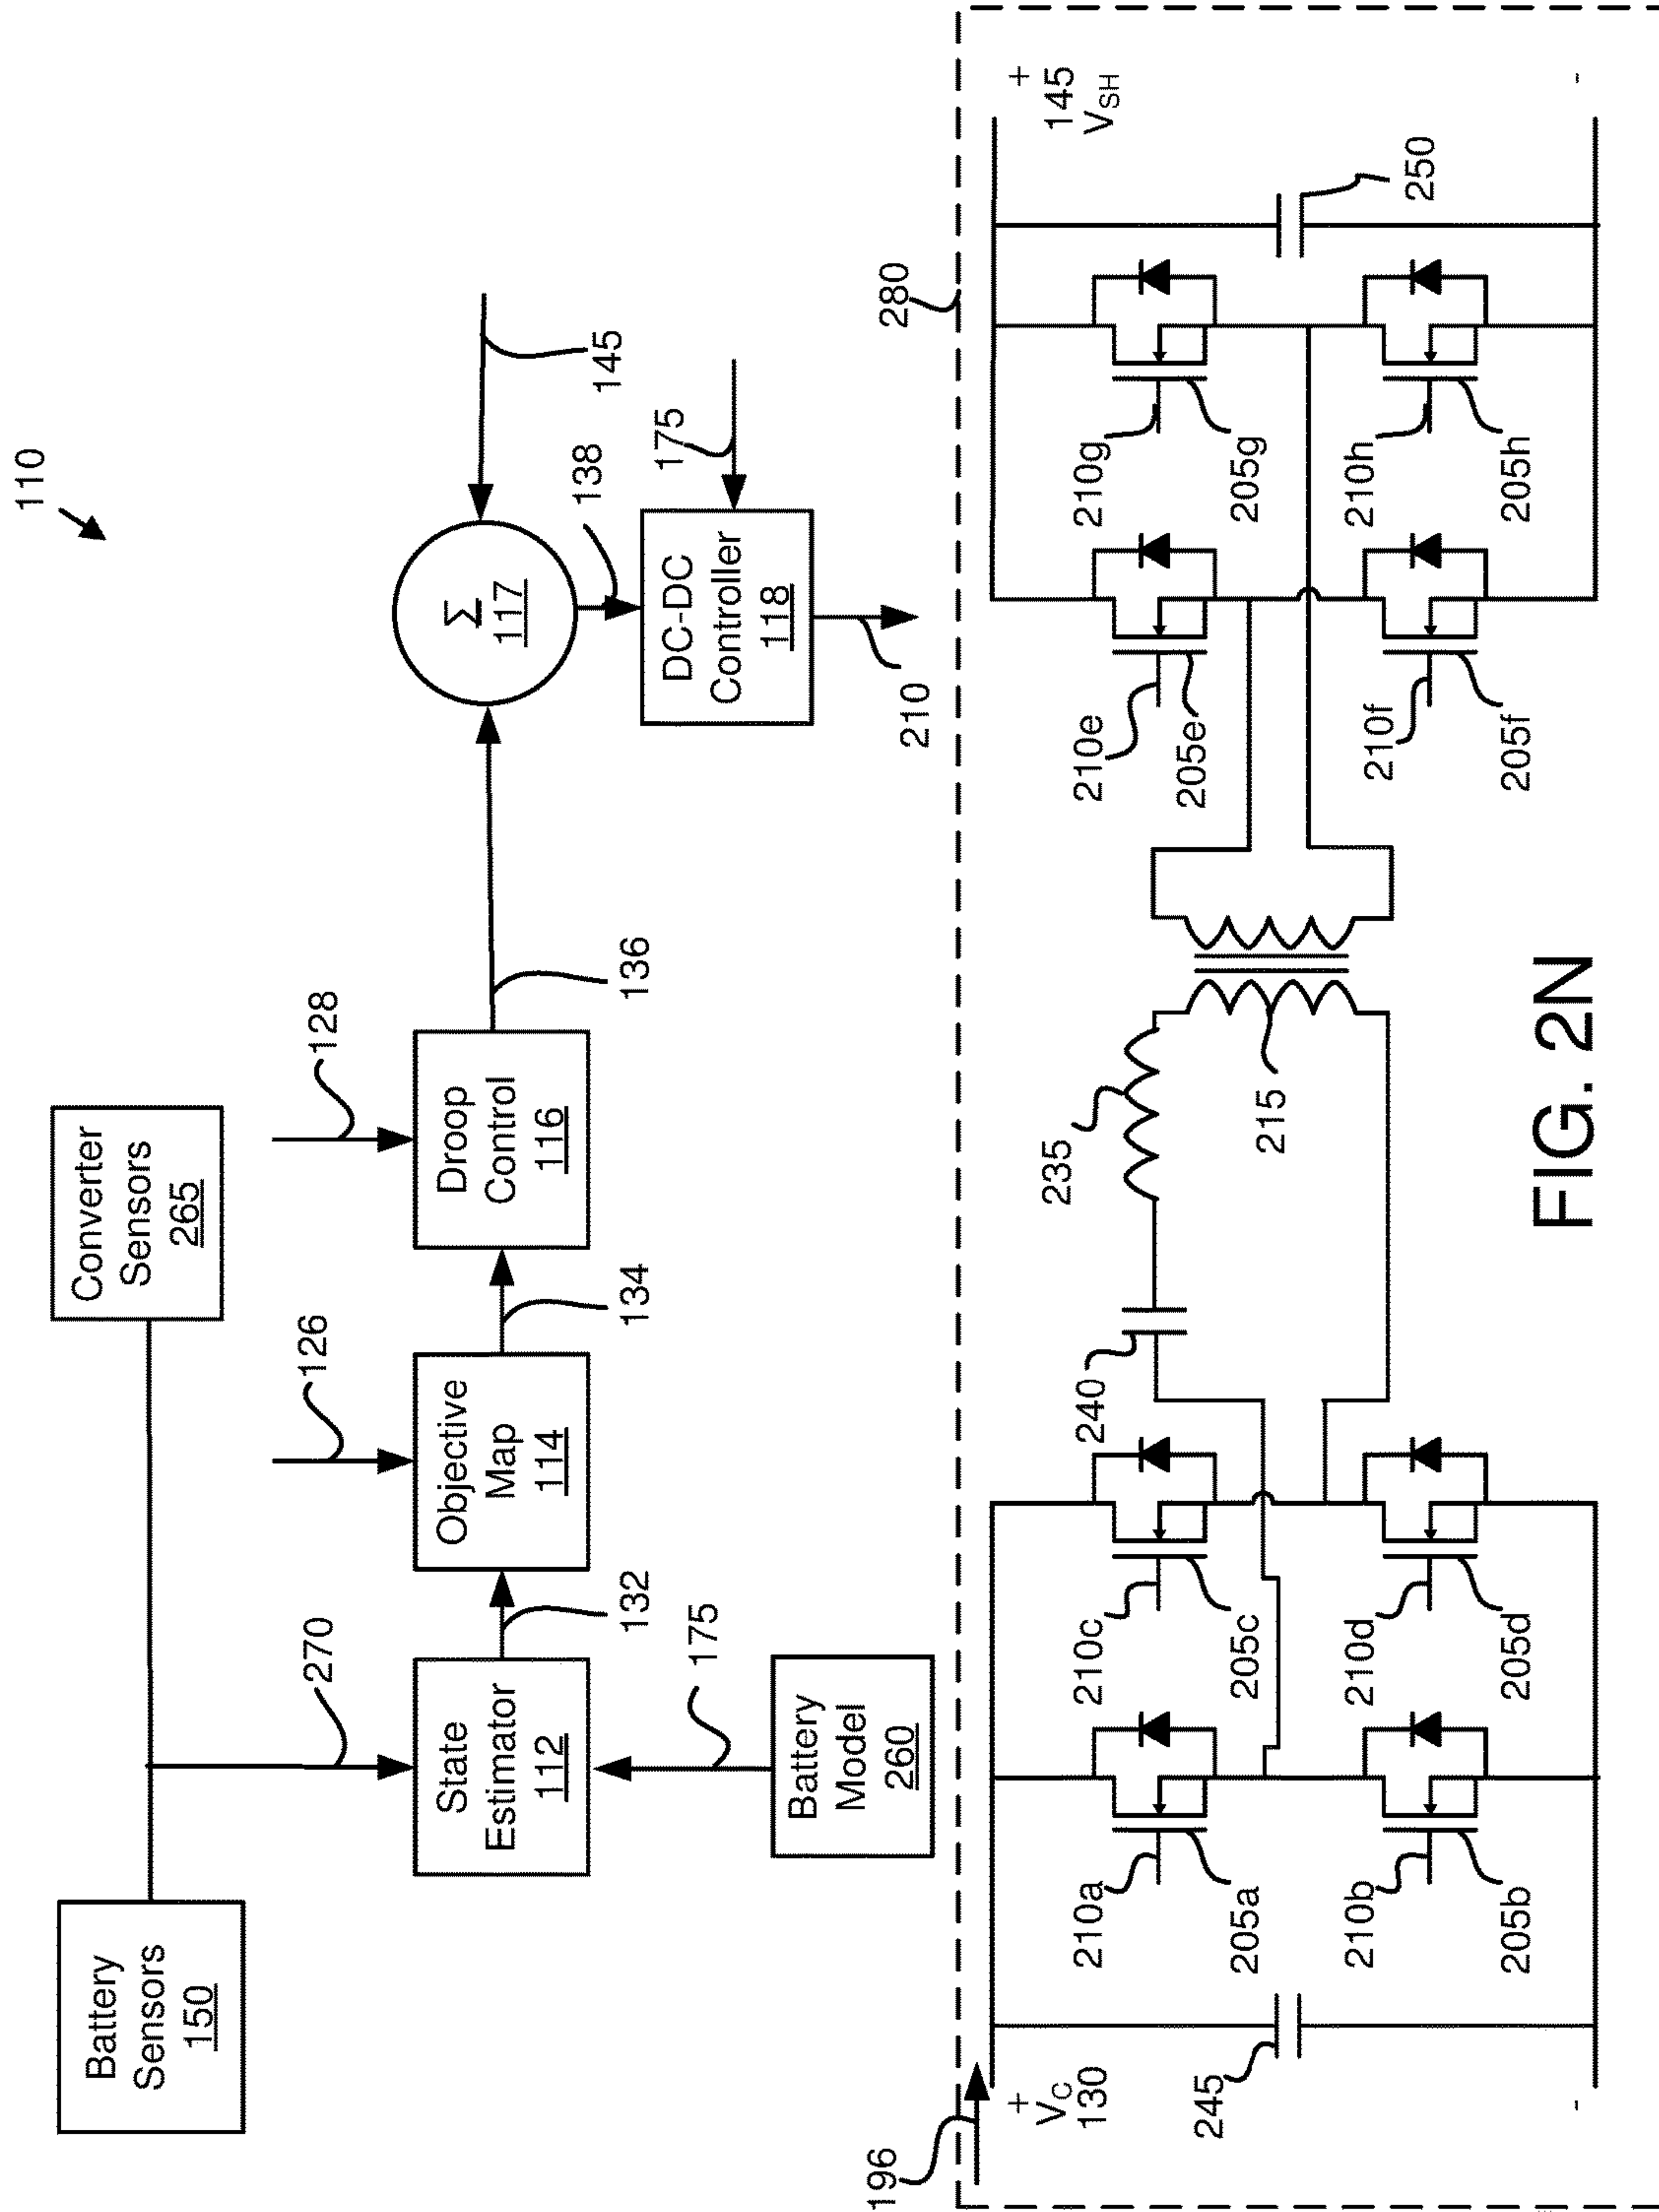 110
Battery
Sensors
150
Converter
Sensors
265
270
126
128
State
Estimator
112
132
Objective
Map
114
134
Droop
Control
116
136
Σ
117
145
138
175
Battery
Model
260
175
DC-DC
Controller
118
210
280
196
+
V_C
130
-
245
210a
205a
210b
205b
210c
205c
210d
205d
240
235
215
210e
205e
210f
205f
210g
205g
210h
205h
250
+
145
V_SH
-
FIG. 2N